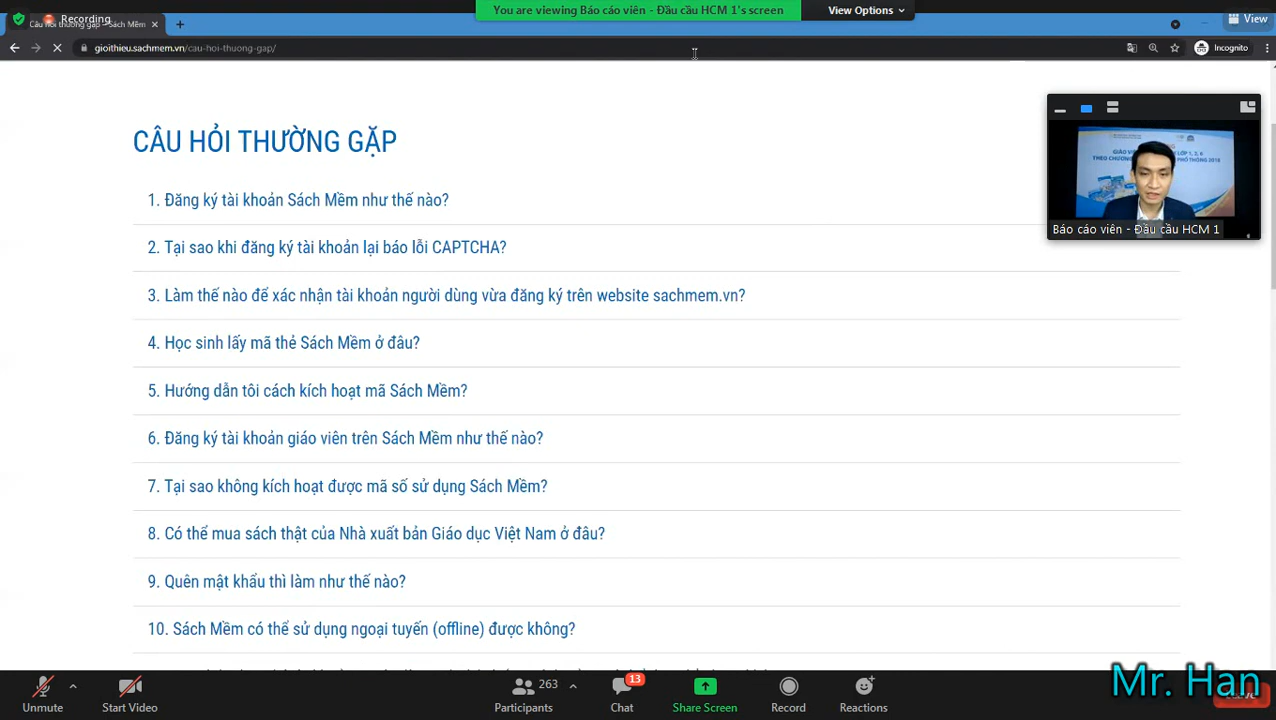 Recording
You are viewing Báo cáo viên - Đầu cầu HCM 1's screen
View Options
View
Câu hỏi thường gặp - Sách Mềm
gioithieu.sachmem.vn/cau-hoi-thuong-gap/
Incognito
CÂU HỎI THƯỜNG GẶP
1. Đăng ký tài khoản Sách Mềm như thế nào?
2. Tại sao khi đăng ký tài khoản lại báo lỗi CAPTCHA?
3. Làm thế nào để xác nhận tài khoản người dùng vừa đăng ký trên website sachmem.vn?
4. Học sinh lấy mã thẻ Sách Mềm ở đâu?
5. Hướng dẫn tôi cách kích hoạt mã Sách Mềm?
6. Đăng ký tài khoản giáo viên trên Sách Mềm như thế nào?
7. Tại sao không kích hoạt được mã số sử dụng Sách Mềm?
8. Có thể mua sách thật của Nhà xuất bản Giáo dục Việt Nam ở đâu?
9. Quên mật khẩu thì làm như thế nào?
10. Sách Mềm có thể sử dụng ngoại tuyến (offline) được không?
Báo cáo viên - Đầu cầu HCM 1
263
13
Unmute
Start Video
Participants
Chat
Share Screen
Record
Reactions
Mr. Han